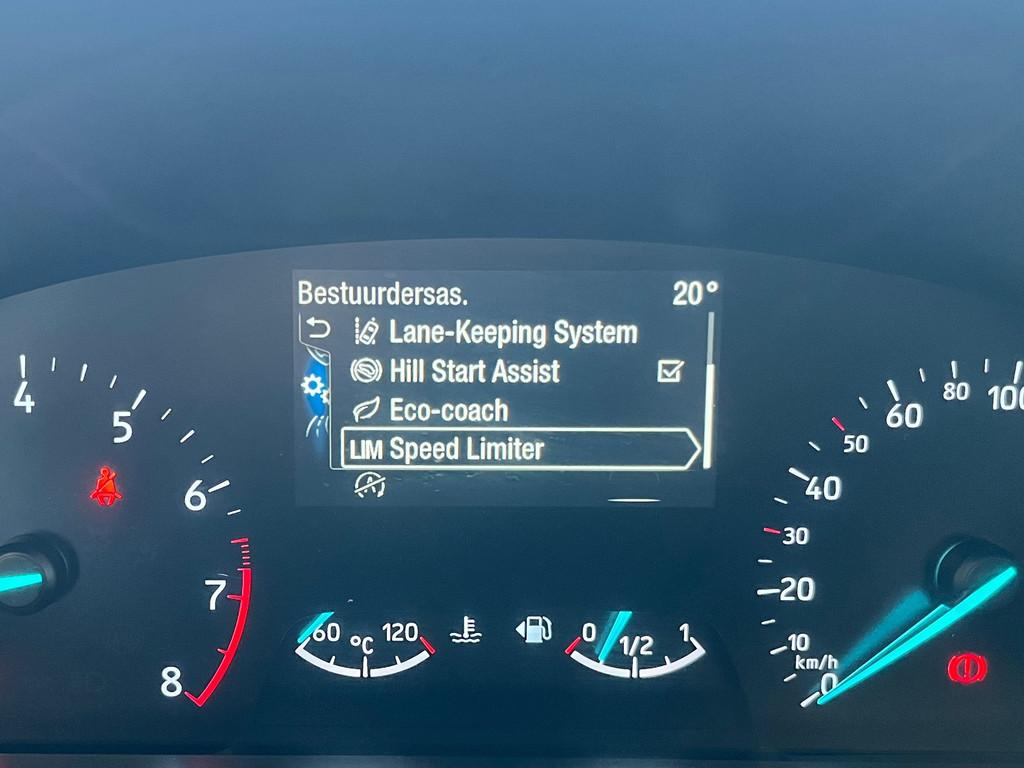 Bestuurdersas. 20°
Lane-Keeping System
Hill Start Assist
Eco-coach
LIM Speed Limiter
4
5
6
7
8
60 °C 120
0 1/2 1
0
10
20
30
40
50
60
80
100
km/h